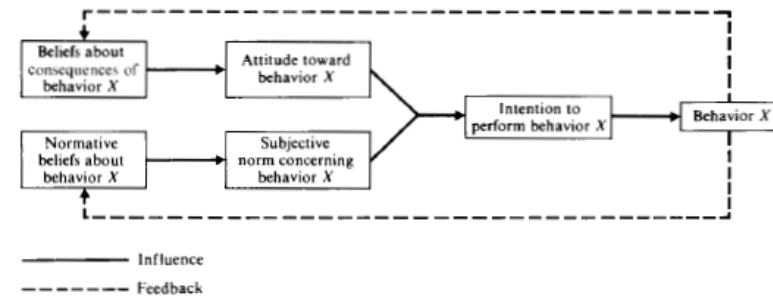 Beliefs about
consequences of
behavior X
Attitude toward
behavior X
Normative
beliefs about
behavior X
Subjective
norm concerning
behavior X
Intention to
perform behavior X
Behavior X
Influence
Feedback